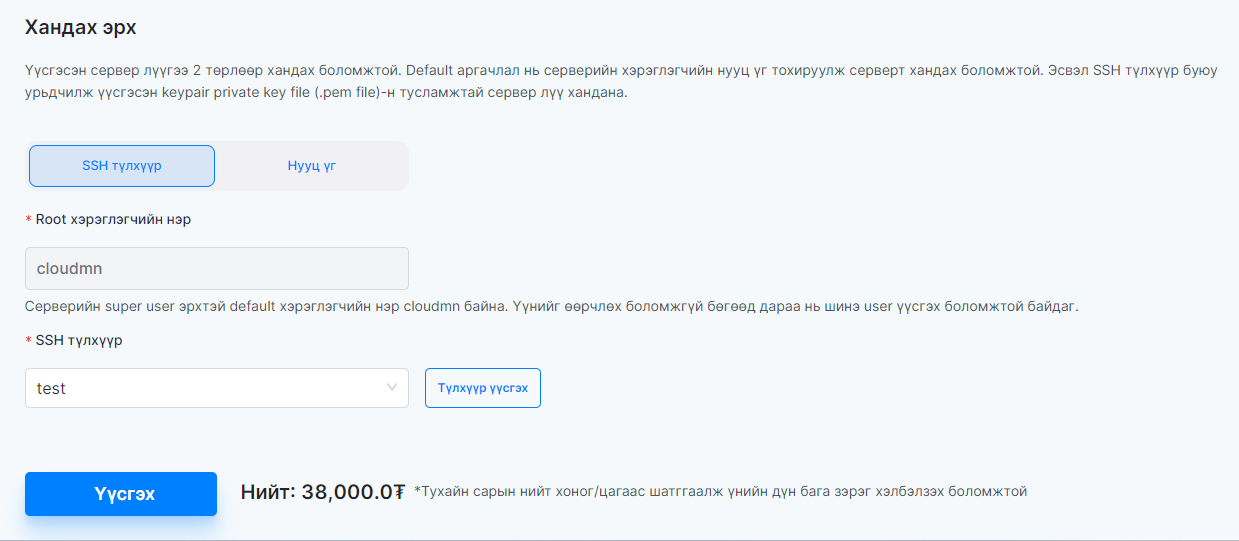 Хандах эрх
Үүсгэсэн сервер лүүгээ 2 төрлөөр хандах боломжтой. Default аргачлал нь серверийн хэрэглэгчийн нууц үг тохируулж серверт хандах боломжтой. Эсвэл SSH түлхүүр буюу
урьдчилж үүсгэсэн keypair private key file (.pem file)-н тусламжтай сервер лүү хандана.
SSH түлхүүр Нууц үг
* Root хэрэглэгчийн нэр
cloudmn
Серверийн super user эрхтэй default хэрэглэгчийн нэр cloudmn байна. Үүнийг өөрчлөх боломжгүй бөгөөд дараа нь шинэ user үүсгэх боломжтой байдаг.
* SSH түлхүүр
test Түлхүүр үүсгэх
Үүсгэх Нийт: 38,000.0₮ *Тухайн сарын нийт хоног/цагаас шатггаалж үнийн дүн бага зэрэг хэлбэлзэх боломжтой